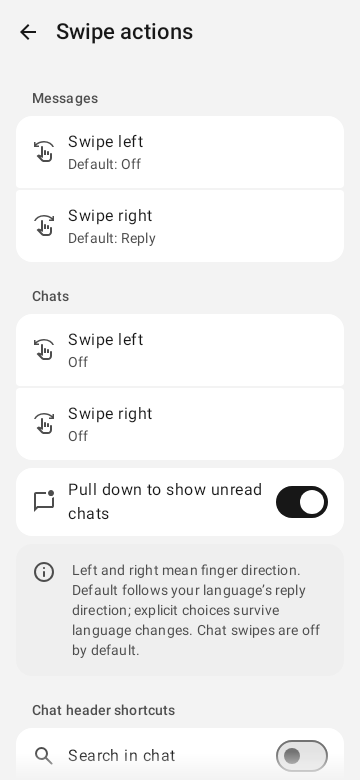 Swipe actions
Messages
Swipe left
Default: Off
Swipe right
Default: Reply
Chats
Swipe left
Off
Swipe right
Off
Pull down to show unread
chats
Left and right mean finger direction.
Default follows your language’s reply
direction; explicit choices survive
language changes. Chat swipes are off
by default.
Chat header shortcuts
Search in chat